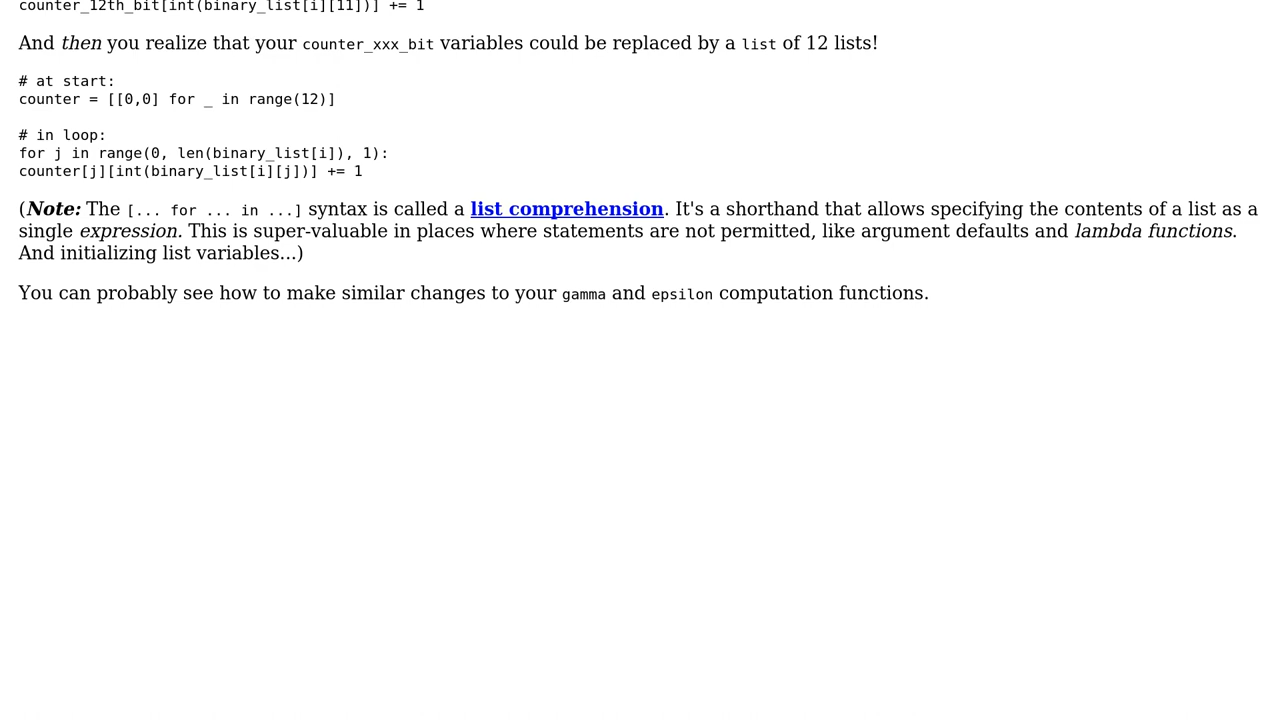 counter_12th_bit[int(binary_list[i][11])] += 1
And then you realize that your counter_xxx_bit variables could be replaced by a list of 12 lists!
# at start:
counter = [[0,0] for _ in range(12)]
# in loop:
for j in range(0, len(binary_list[i]), 1):
counter[j][int(binary_list[i][j])] += 1
(Note: The [... for ... in ...] syntax is called a list comprehension. It's a shorthand that allows specifying the contents of a list as a
single expression. This is super-valuable in places where statements are not permitted, like argument defaults and lambda functions.
And initializing list variables...)
You can probably see how to make similar changes to your gamma and epsilon computation functions.